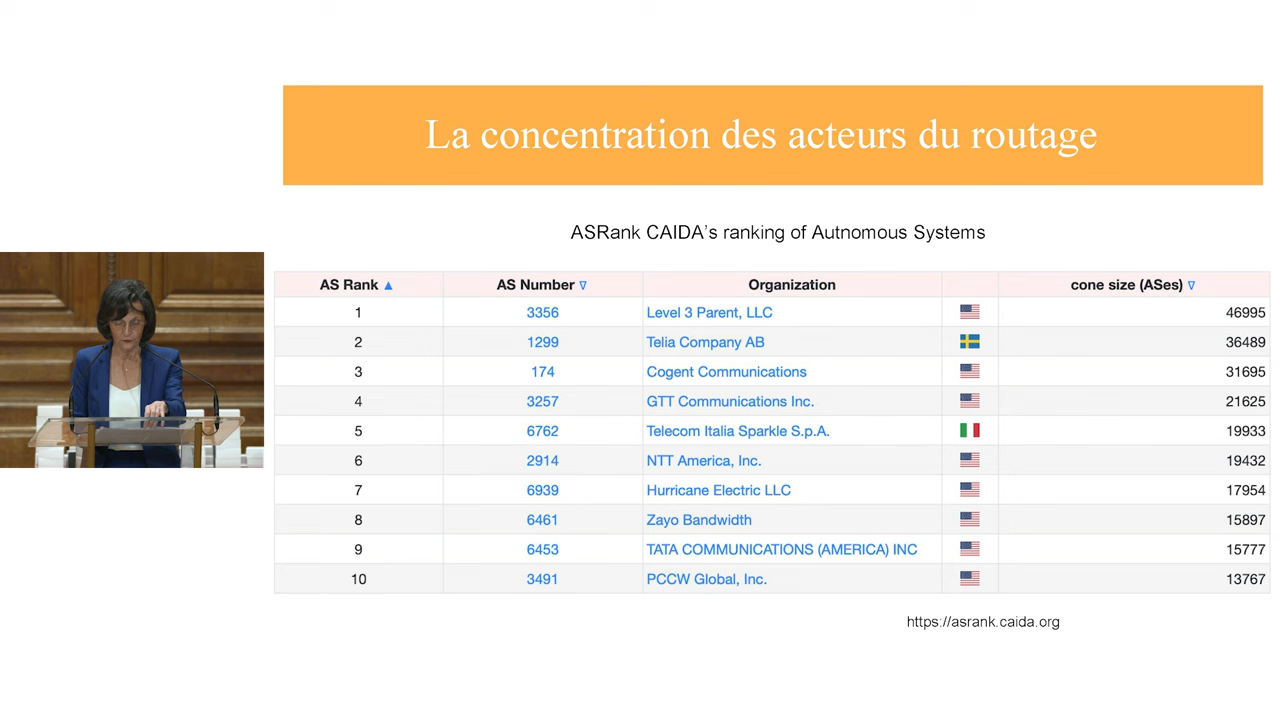 La concentration des acteurs du routage
ASRank CAIDA's ranking of Autnomous Systems
AS Rank ▲ AS Number ∇ Organization cone size (ASes) ∇
1 3356 Level 3 Parent, LLC 46995
2 1299 Telia Company AB 36489
3 174 Cogent Communications 31695
4 3257 GTT Communications Inc. 21625
5 6762 Telecom Italia Sparkle S.p.A. 19933
6 2914 NTT America, Inc. 19432
7 6939 Hurricane Electric LLC 17954
8 6461 Zayo Bandwidth 15897
9 6453 TATA COMMUNICATIONS (AMERICA) INC 15777
10 3491 PCCW Global, Inc. 13767
https://asrank.caida.org